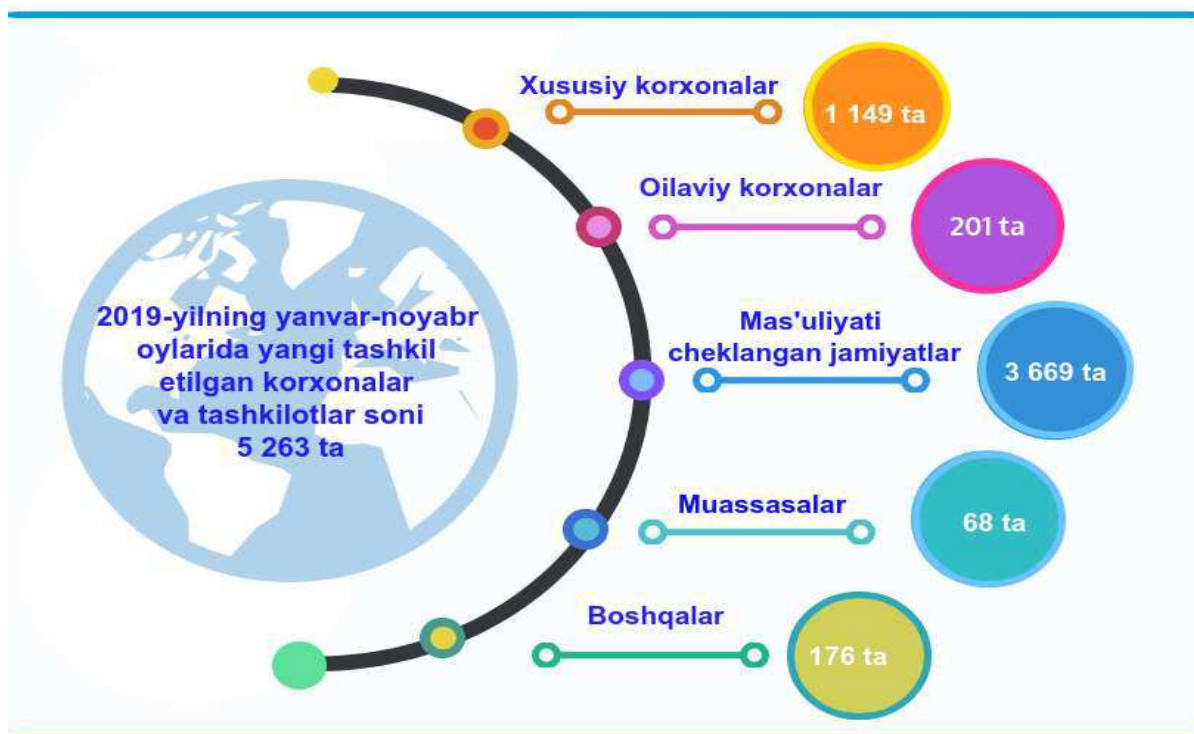 2019-yilning yanvar-noyabr
oylarida yangi tashkil
etilgan korxonalar
va tashkilotlar soni
5 263 ta
Xususiy korxonalar
1 149 ta
Oilaviy korxonalar
201 ta
Mas'uliyati
cheklangan jamiyatlar
3 669 ta
Muassasalar
68 ta
Boshqalar
176 ta